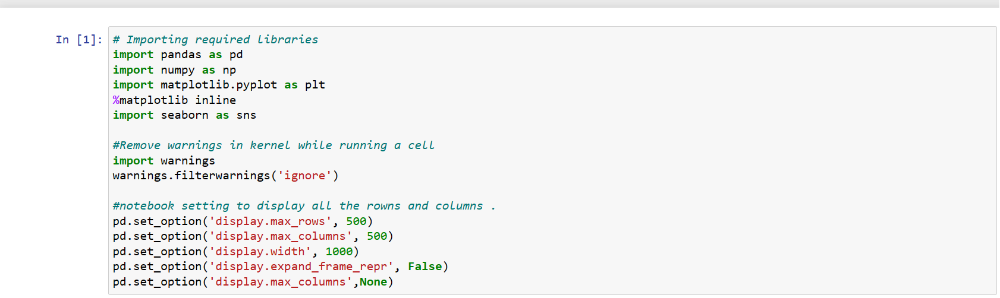 In [1]: # Importing required libraries
import pandas as pd
import numpy as np
import matplotlib.pyplot as plt
%matplotlib inline
import seaborn as sns
#Remove warnings in kernel while running a cell
import warnings
warnings.filterwarnings('ignore')
#notebook setting to display all the rowns and columns .
pd.set_option('display.max_rows', 500)
pd.set_option('display.max_columns', 500)
pd.set_option('display.width', 1000)
pd.set_option('display.expand_frame_repr', False)
pd.set_option('display.max_columns',None)